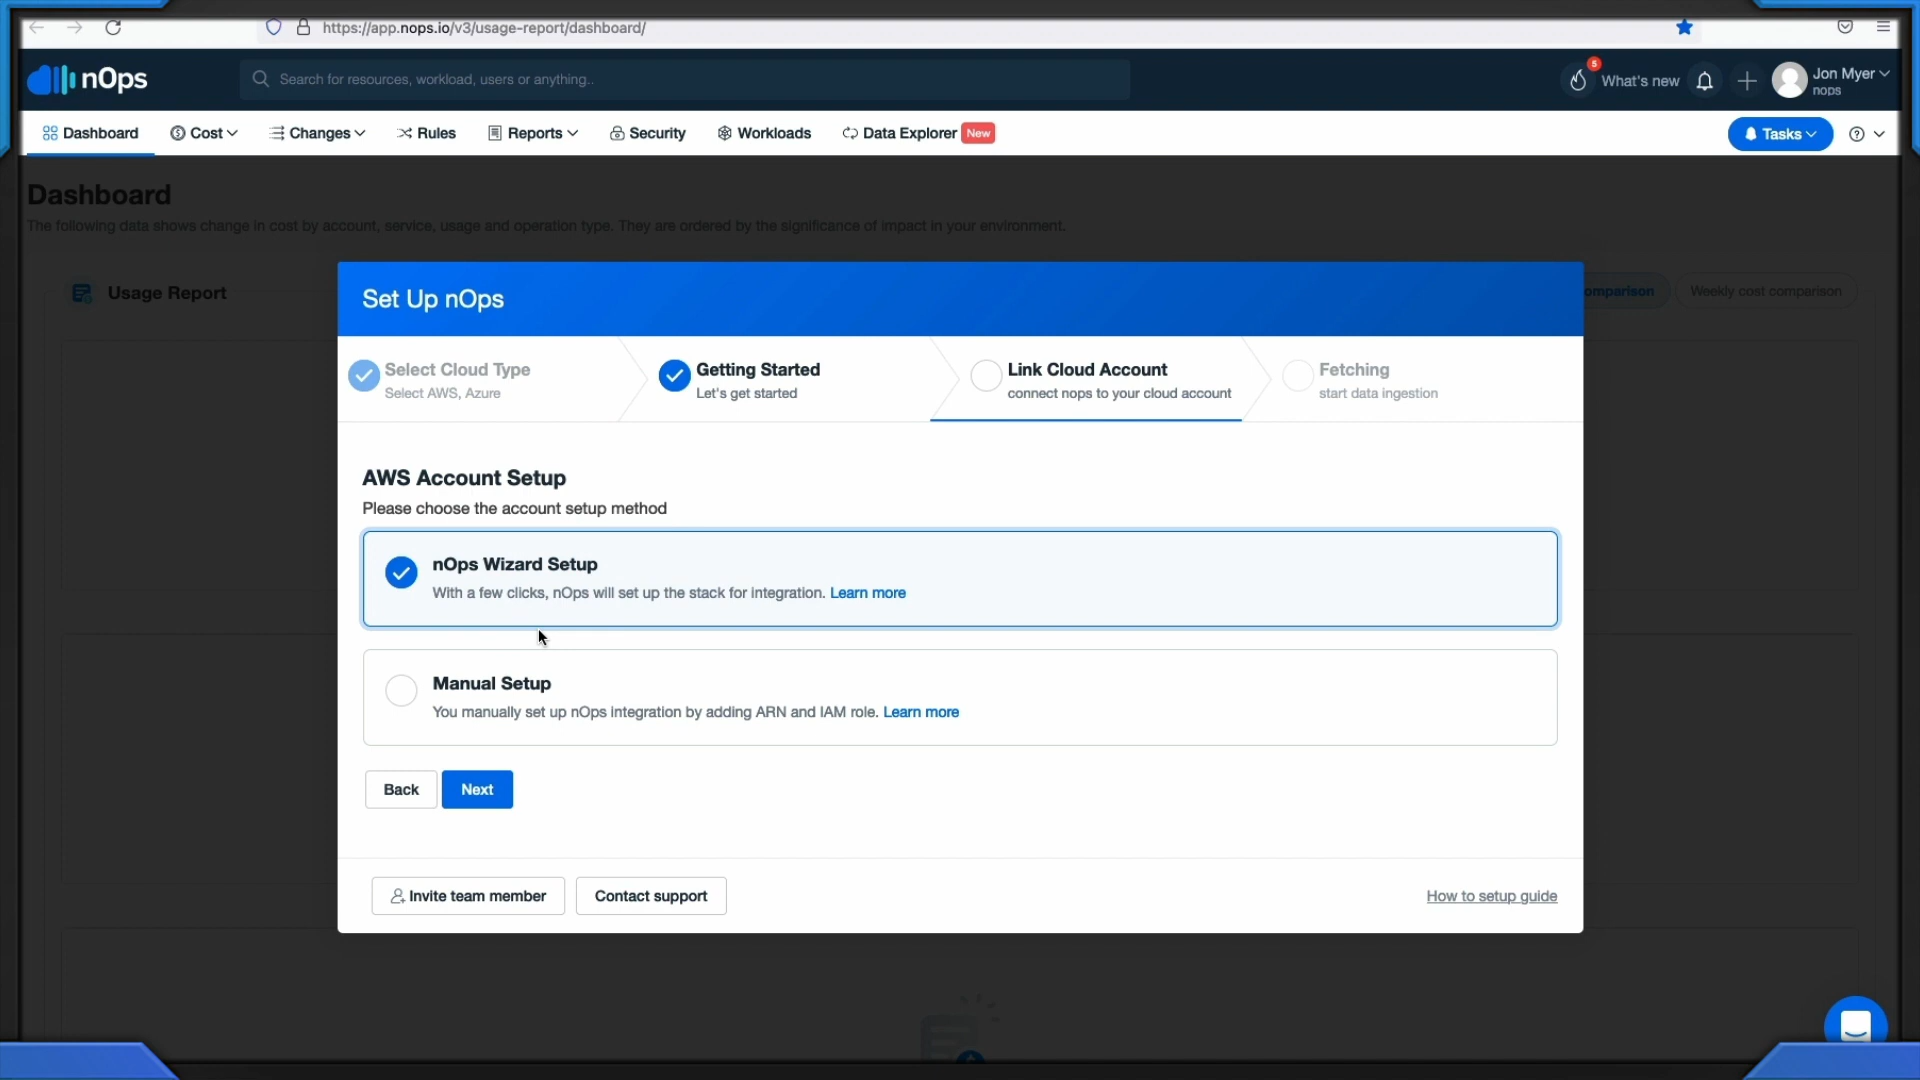 https://app.nops.io/v3/usage-report/dashboard/
nOps
Search for resources, workload, users or anything..
5
What's new
Jon Myer
nops
Dashboard
Cost
Changes
Rules
Reports
Security
Workloads
Data Explorer
New
Tasks
Dashboard
The following data shows change in cost by account, service, usage and operation type. They are ordered by the significance of impact in your environment.
Usage Report
omparison
Weekly cost comparison
Set Up nOps
Select Cloud Type
Select AWS, Azure
Getting Started
Let's get started
Link Cloud Account
connect nops to your cloud account
Fetching
start data ingestion
AWS Account Setup
Please choose the account setup method
nOps Wizard Setup
With a few clicks, nOps will set up the stack for integration. Learn more
Manual Setup
You manually set up nOps integration by adding ARN and IAM role. Learn more
Back
Next
Invite team member
Contact support
How to setup guide